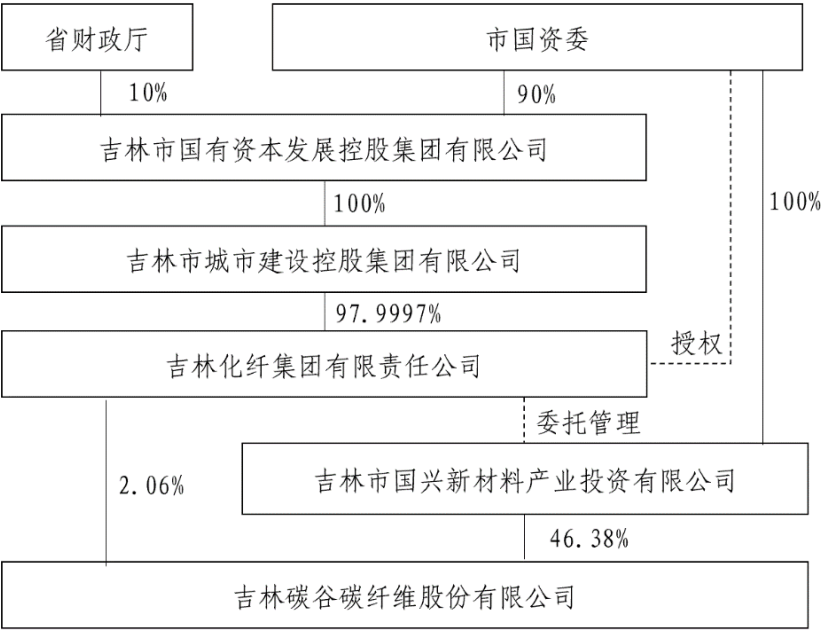 省财政厅
市国资委
10%
90%
吉林市国有资本发展控股集团有限公司
100%
100%
吉林市城市建设控股集团有限公司
97.9997%
授权
吉林化纤集团有限责任公司
委托管理
2.06%
吉林市国兴新材料产业投资有限公司
46.38%
吉林碳谷碳纤维股份有限公司